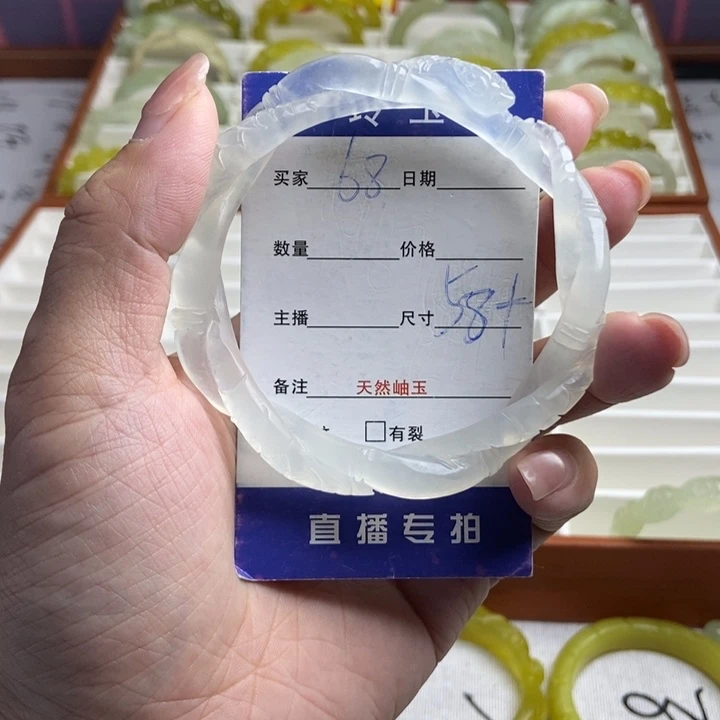 玉
买家 58 日期
数量 价格
主播 尺寸 58+
备注 天然岫玉
有裂
直播专拍